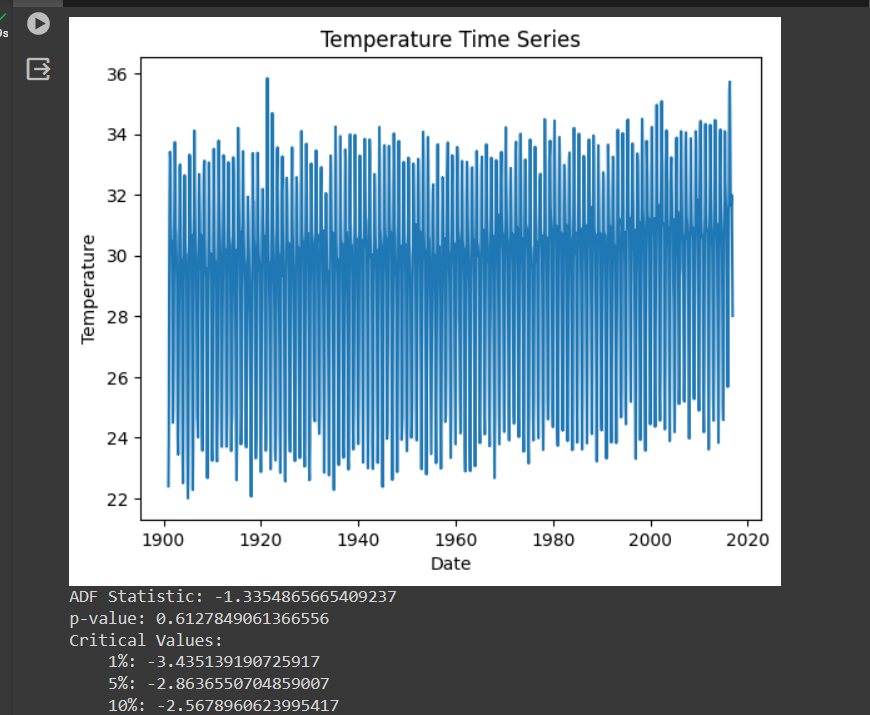 9s
Temperature Time Series
36
34
32
30
28
26
24
22
Temperature
1900 1920 1940 1960 1980 2000 2020
Date
ADF Statistic: -1.3354865665409237
p-value: 0.6127849061366556
Critical Values:
1%: -3.435139190725917
5%: -2.8636550704859007
10%: -2.5678960623995417